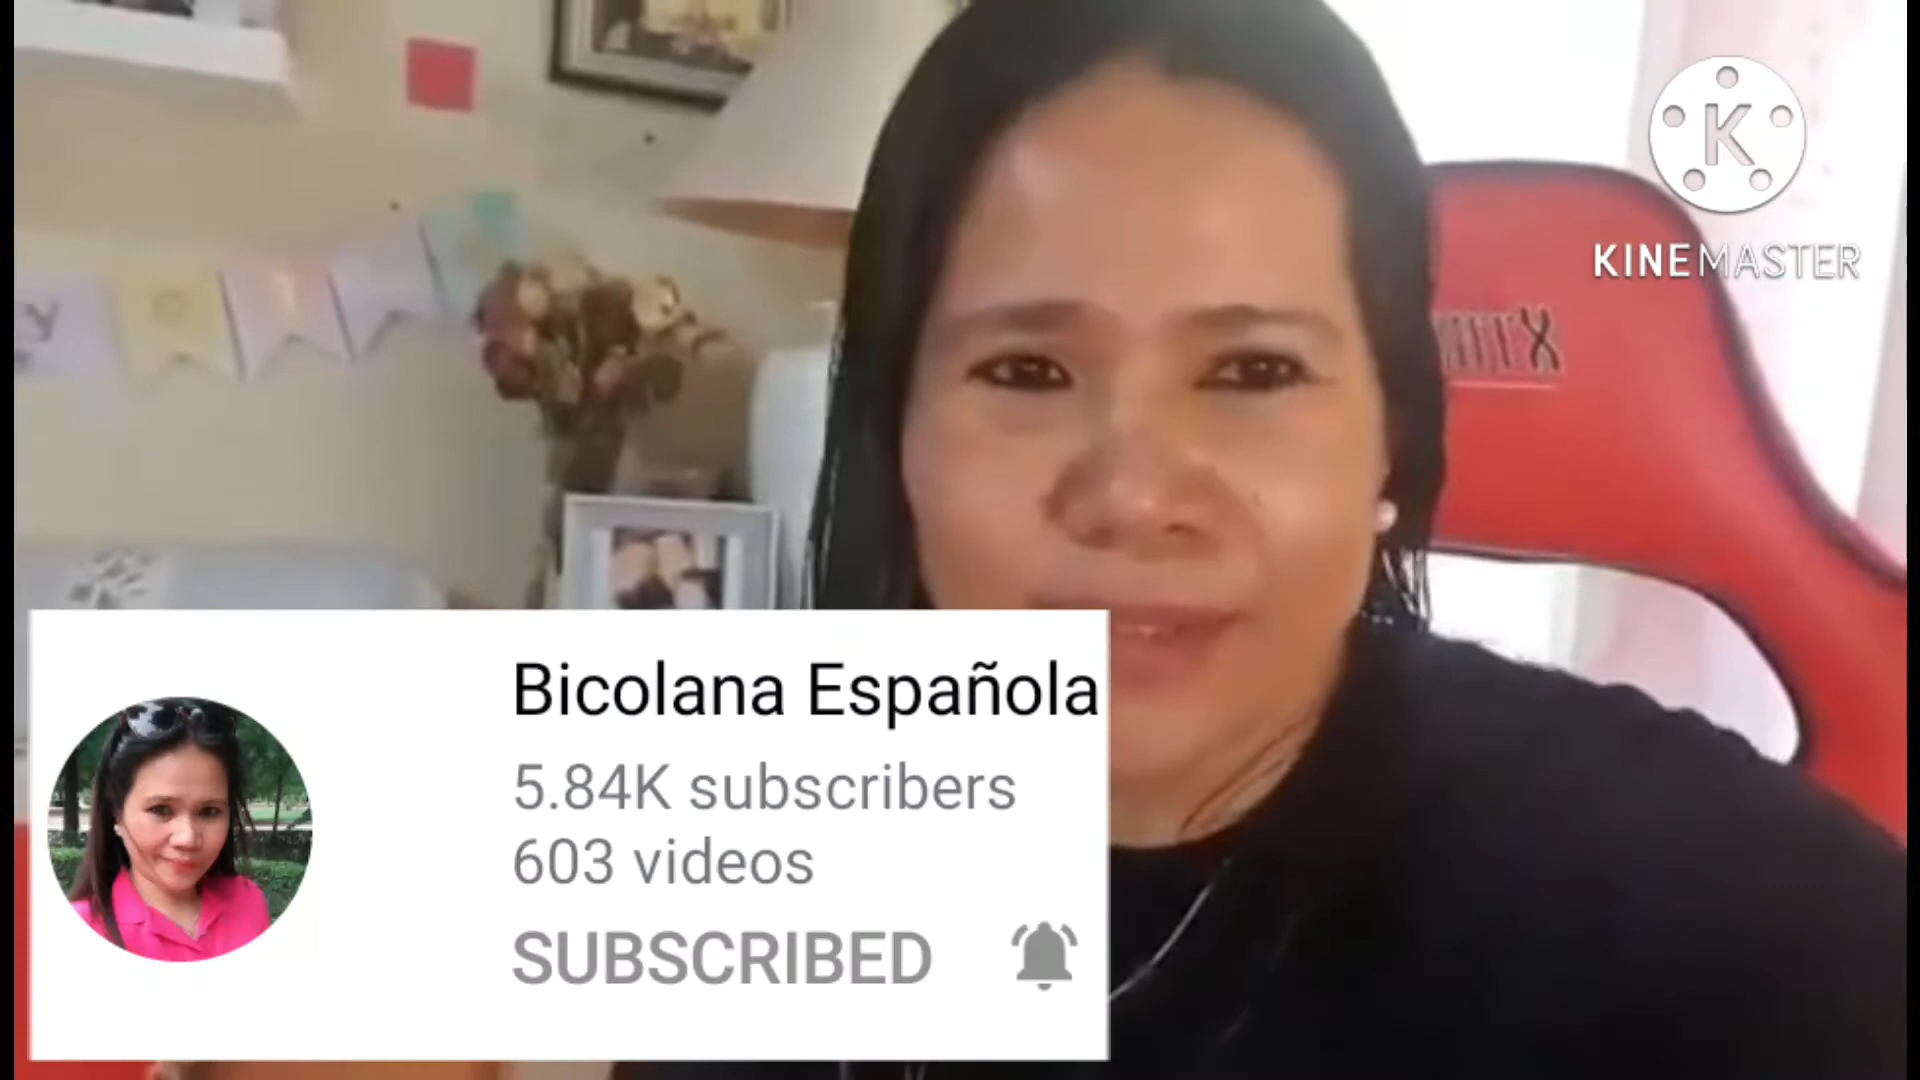 K
KINEMASTER
Bicolana Española
5.84K subscribers
603 videos
SUBSCRIBED